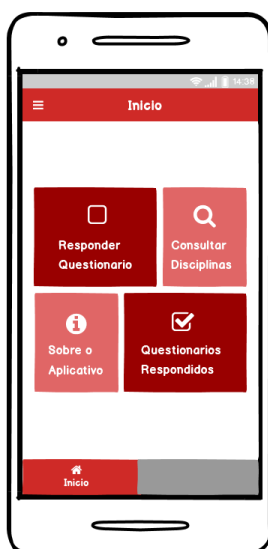 14:38
Inicio
Responder
Questionario
Consultar
Disciplinas
Sobre o
Aplicativo
Questionarios
Respondidos
Inicio